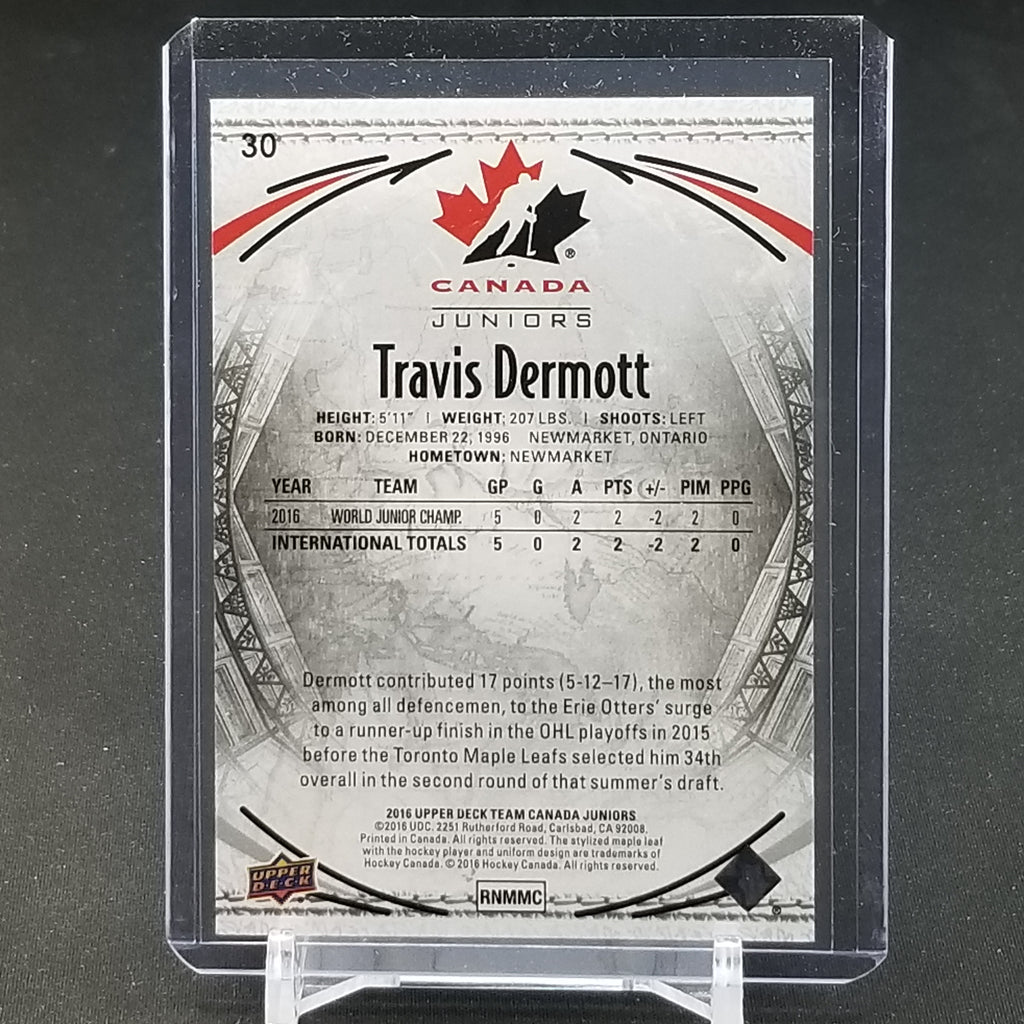 30
®
CANADA
JUNIORS
Travis Dermott
HEIGHT: 5'11" | WEIGHT: 207 LBS. | SHOOTS: LEFT
BORN: DECEMBER 22, 1996 NEWMARKET, ONTARIO
HOMETOWN: NEWMARKET
YEAR TEAM GP G A PTS +/- PIM PPG
2016 WORLD JUNIOR CHAMP. 5 0 2 2 -2 2 0
INTERNATIONAL TOTALS 5 0 2 2 -2 2 0
Dermott contributed 17 points (5-12–17), the most
among all defencemen, to the Erie Otters' surge
to a runner-up finish in the OHL playoffs in 2015
before the Toronto Maple Leafs selected him 34th
overall in the second round of that summer's draft.
2016 UPPER DECK TEAM CANADA JUNIORS
©2016 UDC. 2251 Rutherford Road, Carlsbad, CA 92008.
Printed in Canada. All rights reserved. The stylized maple leaf
with the hockey player and uniform design are trademarks of
Hockey Canada. © 2016 Hockey Canada. All rights reserved.
UPPER
DECK
RNMMC
®